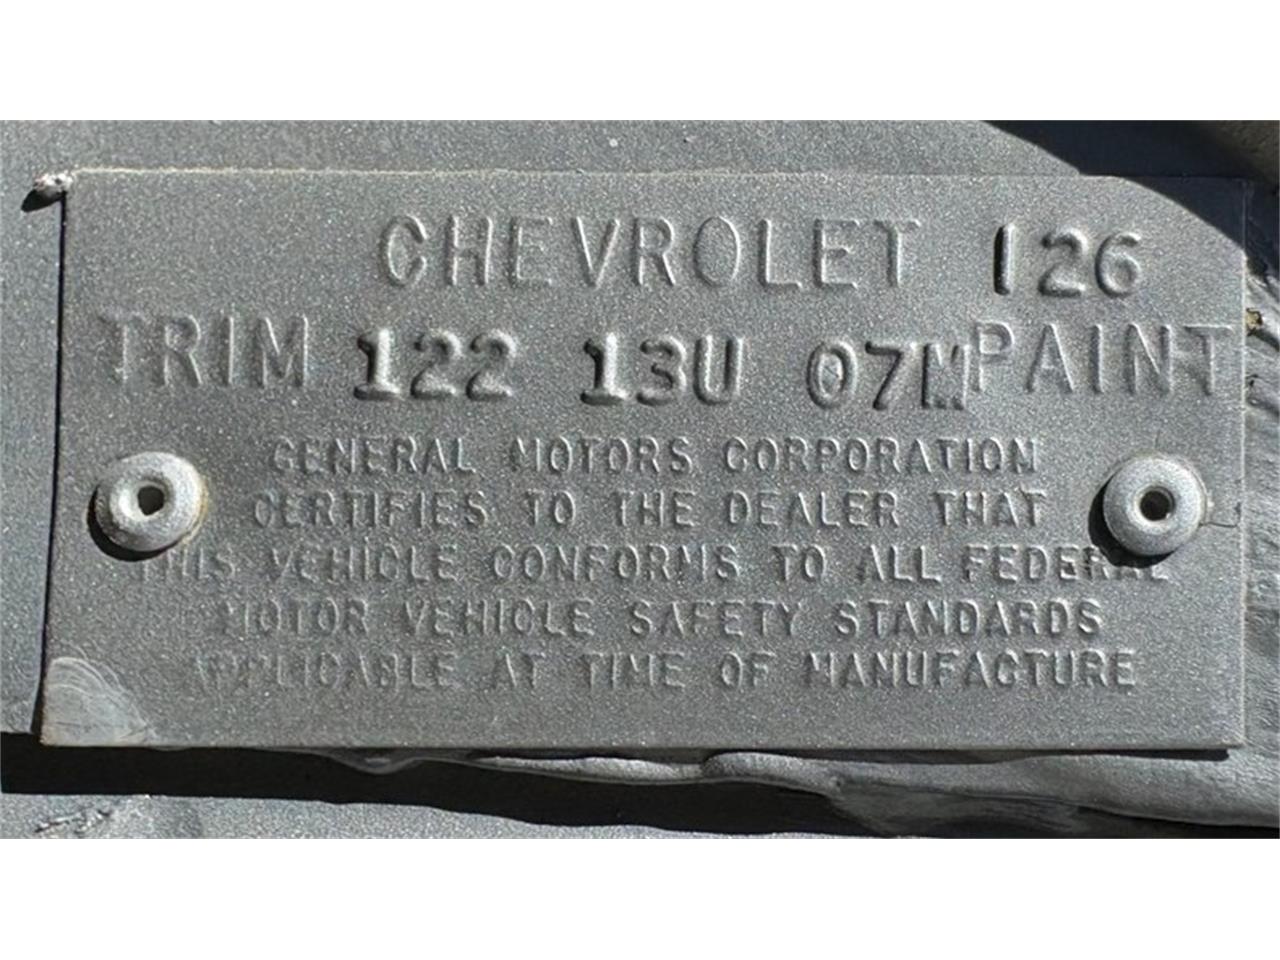 CHEVROLET 126
TRIM 122 13U 07M PAINT
GENERAL MOTORS CORPORATION
CERTIFIES TO THE DEALER THAT
THIS VEHICLE CONFORMS TO ALL FEDERAL
MOTOR VEHICLE SAFETY STANDARDS
APPLICABLE AT TIME OF MANUFACTURE